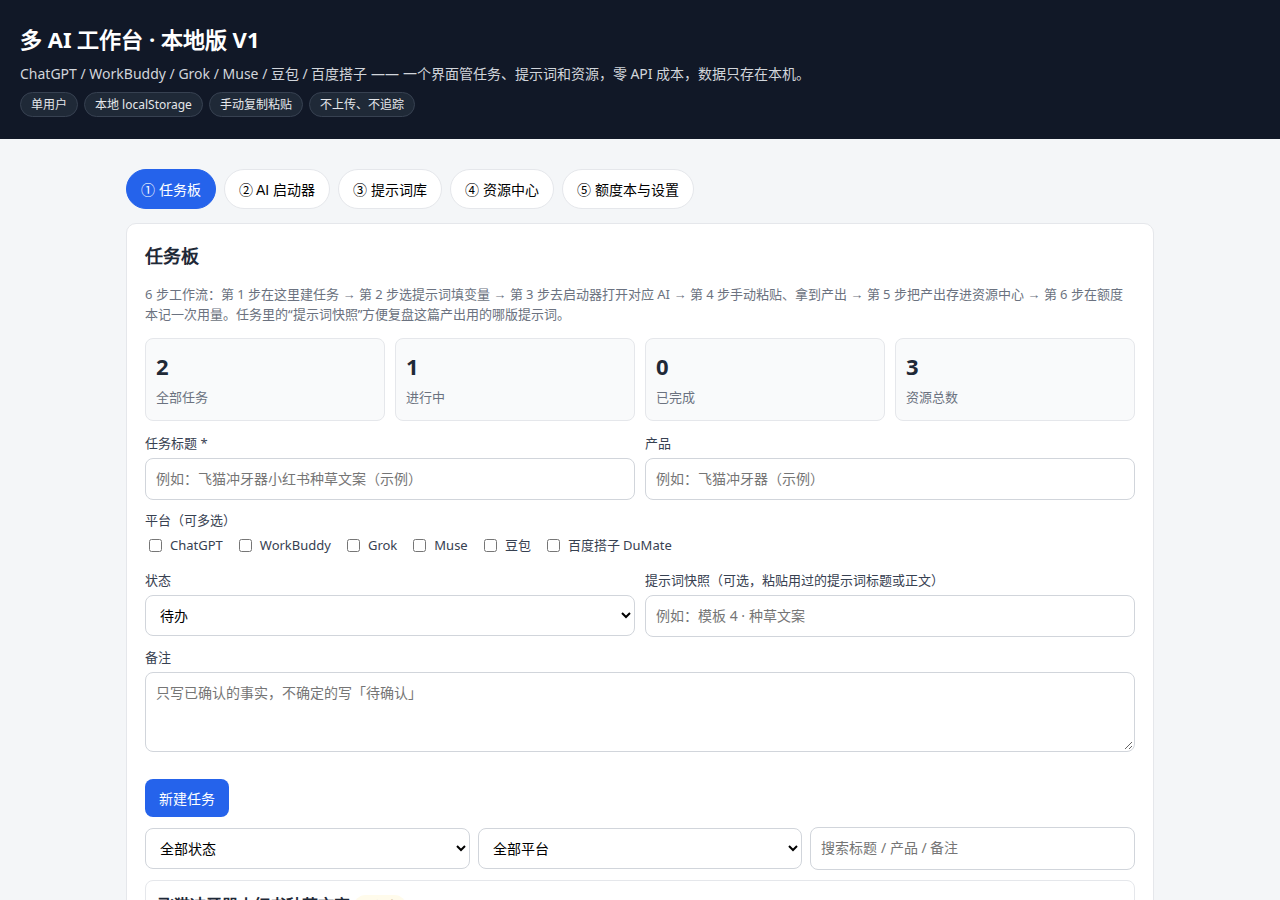 多 AI 工作台 · 本地版 V1
ChatGPT / WorkBuddy / Grok / Muse / 豆包 / 百度搭子 —— 一个界面管任务、提示词和资源，零 API 成本，数据只存在本机。
单用户 本地 localStorage 手动复制粘贴 不上传、不追踪
① 任务板 ② AI 启动器 ③ 提示词库 ④ 资源中心 ⑤ 额度本与设置
任务板
6 步工作流：第 1 步在这里建任务 → 第 2 步选提示词填变量 → 第 3 步去启动器打开对应 AI → 第 4 步手动粘贴、拿到产出 → 第 5 步把产出存进资源中心 → 第 6 步在额度
本记一次用量。任务里的“提示词快照”方便复盘这篇产出用的哪版提示词。
2 1 0 3
全部任务 进行中 已完成 资源总数
任务标题 * 产品
例如：飞猫冲牙器小红书种草文案（示例） 例如：飞猫冲牙器（示例）
平台（可多选）
ChatGPT WorkBuddy Grok Muse 豆包 百度搭子 DuMate
状态 提示词快照（可选，粘贴用过的提示词标题或正文）
待办 例如：模板 4 · 种草文案
备注
只写已确认的事实，不确定的写「待确认」
新建任务
全部状态 全部平台 搜索标题 / 产品 / 备注